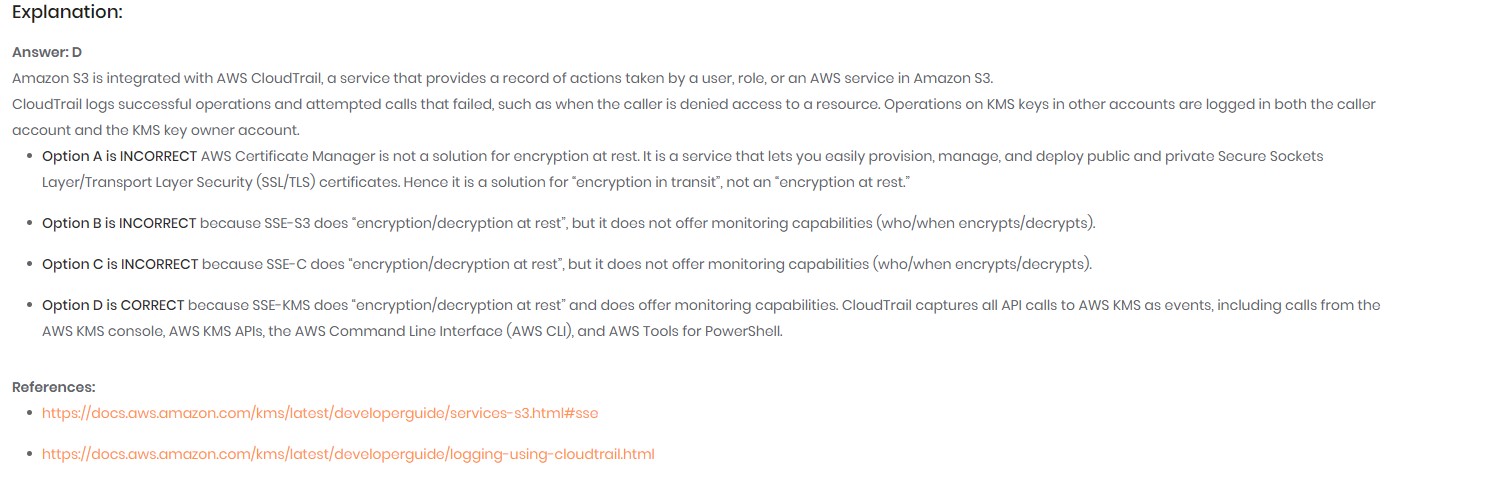 Explanation:
Answer: D
Amazon S3 is integrated with AWS CloudTrail, a service that provides a record of actions taken by a user, role, or an AWS service in Amazon S3.
CloudTrail logs successful operations and attempted calls that failed, such as when the caller is denied access to a resource. Operations on KMS keys in other accounts are logged in both the caller
account and the KMS key owner account.
• Option A is INCORRECT AWS Certificate Manager is not a solution for encryption at rest. It is a service that lets you easily provision, manage, and deploy public and private Secure Sockets
Layer/Transport Layer Security (SSL/TLS) certificates. Hence it is a solution for “encryption in transit”, not an “encryption at rest.”
• Option B is INCORRECT because SSE-S3 does “encryption/decryption at rest”, but it does not offer monitoring capabilities (who/when encrypts/decrypts).
• Option C is INCORRECT because SSE-C does “encryption/decryption at rest”, but it does not offer monitoring capabilities (who/when encrypts/decrypts).
• Option D is CORRECT because SSE-KMS does “encryption/decryption at rest” and does offer monitoring capabilities. CloudTrail captures all API calls to AWS KMS as events, including calls from the
AWS KMS console, AWS KMS APIs, the AWS Command Line Interface (AWS CLI), and AWS Tools for PowerShell.
References:
• https://docs.aws.amazon.com/kms/latest/developerguide/services-s3.html#sse
• https://docs.aws.amazon.com/kms/latest/developerguide/logging-using-cloudtrail.html